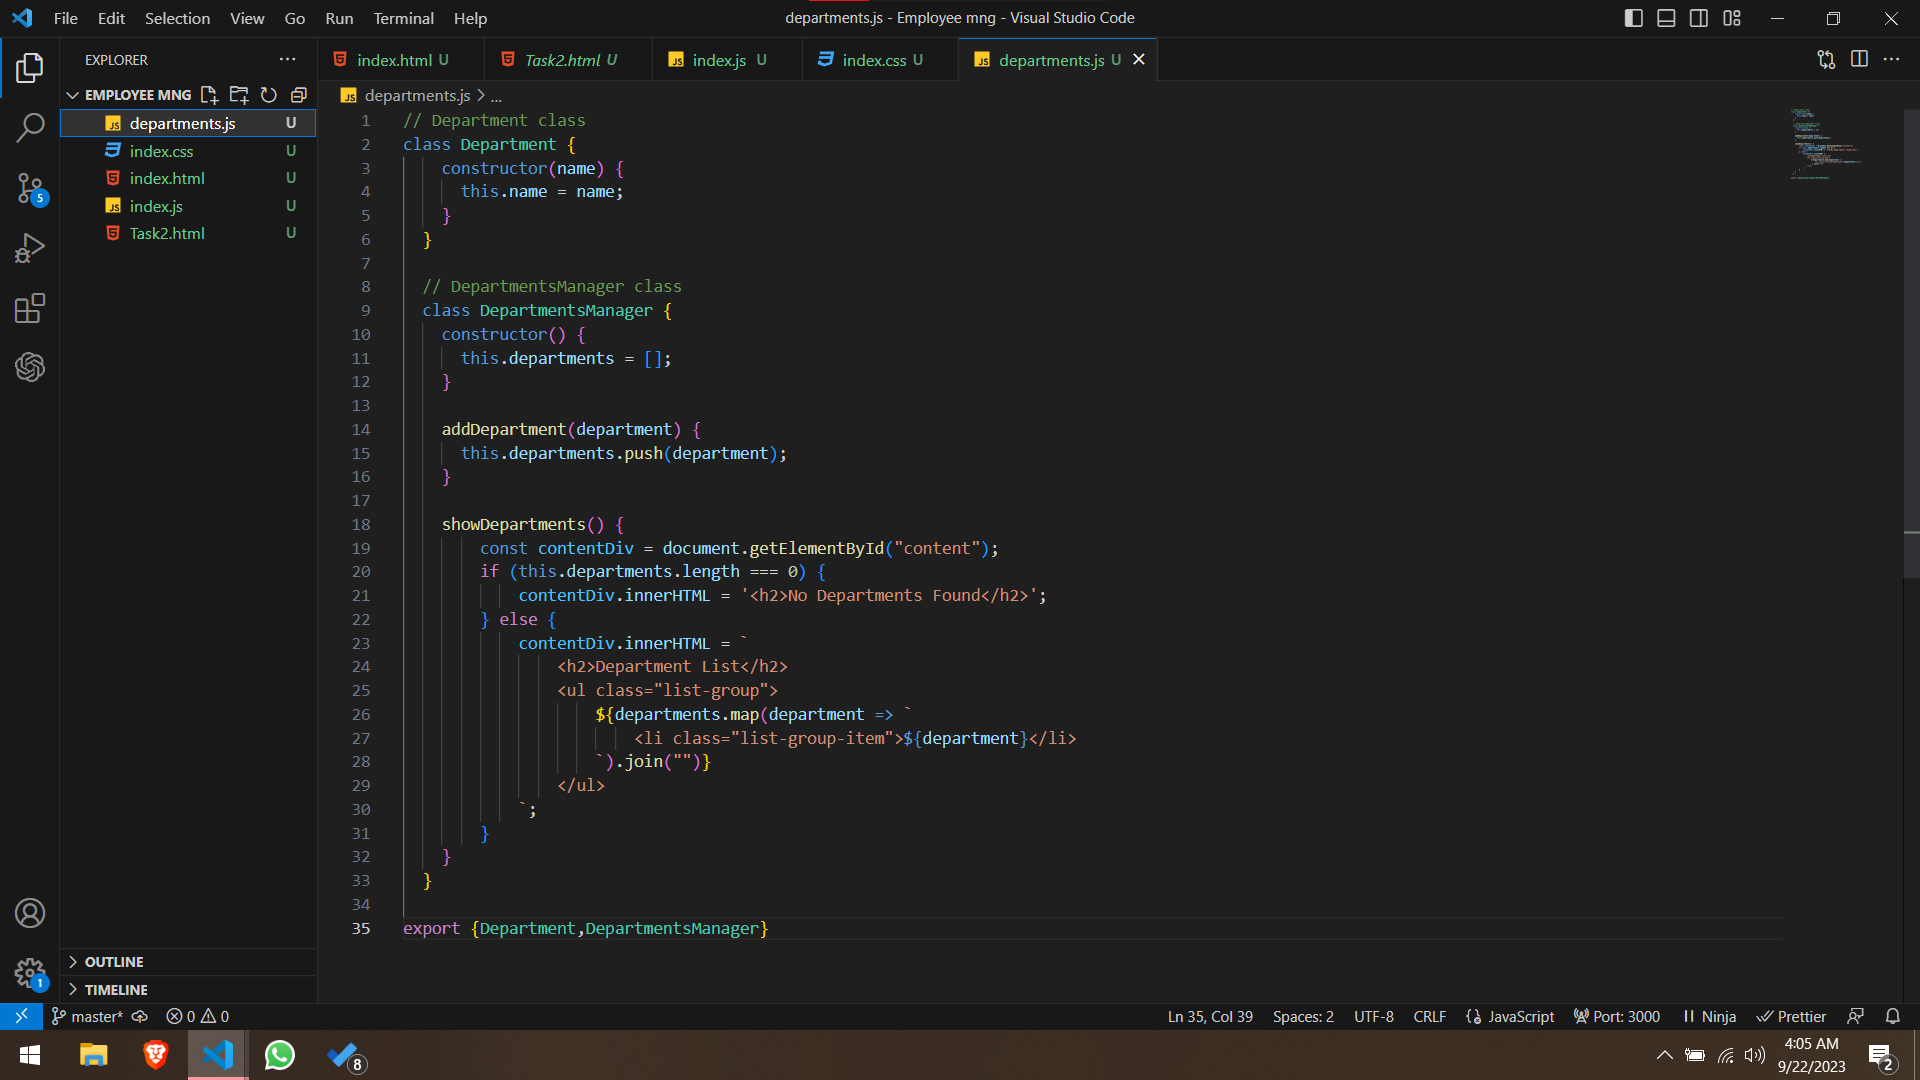 File Edit Selection View Go Run Terminal Help
departments.js - Employee mng - Visual Studio Code
EXPLORER
EMPLOYEE MNG
departments.js U
index.css U
index.html U
index.js U
Task2.html U
OUTLINE
TIMELINE
5
1
index.html U
Task2.html U
index.js U
index.css U
departments.js U
departments.js > ...
1 // Department class
2 class Department {
3 constructor(name) {
4 this.name = name;
5 }
6 }
7
8 // DepartmentsManager class
9 class DepartmentsManager {
10 constructor() {
11 this.departments = [];
12 }
13
14 addDepartment(department) {
15 this.departments.push(department);
16 }
17
18 showDepartments() {
19 const contentDiv = document.getElementById("content");
20 if (this.departments.length === 0) {
21 contentDiv.innerHTML = '<h2>No Departments Found</h2>';
22 } else {
23 contentDiv.innerHTML = `
24 <h2>Department List</h2>
25 <ul class="list-group">
26 ${departments.map(department => `
27 <li class="list-group-item">${department}</li>
28 `).join("")}
29 </ul>
30 `;
31 }
32 }
33 }
34
35 export {Department,DepartmentsManager}
master* 0 0
Ln 35, Col 39 Spaces: 2 UTF-8 CRLF JavaScript Port: 3000 Ninja Prettier
8
4:05 AM
9/22/2023
2